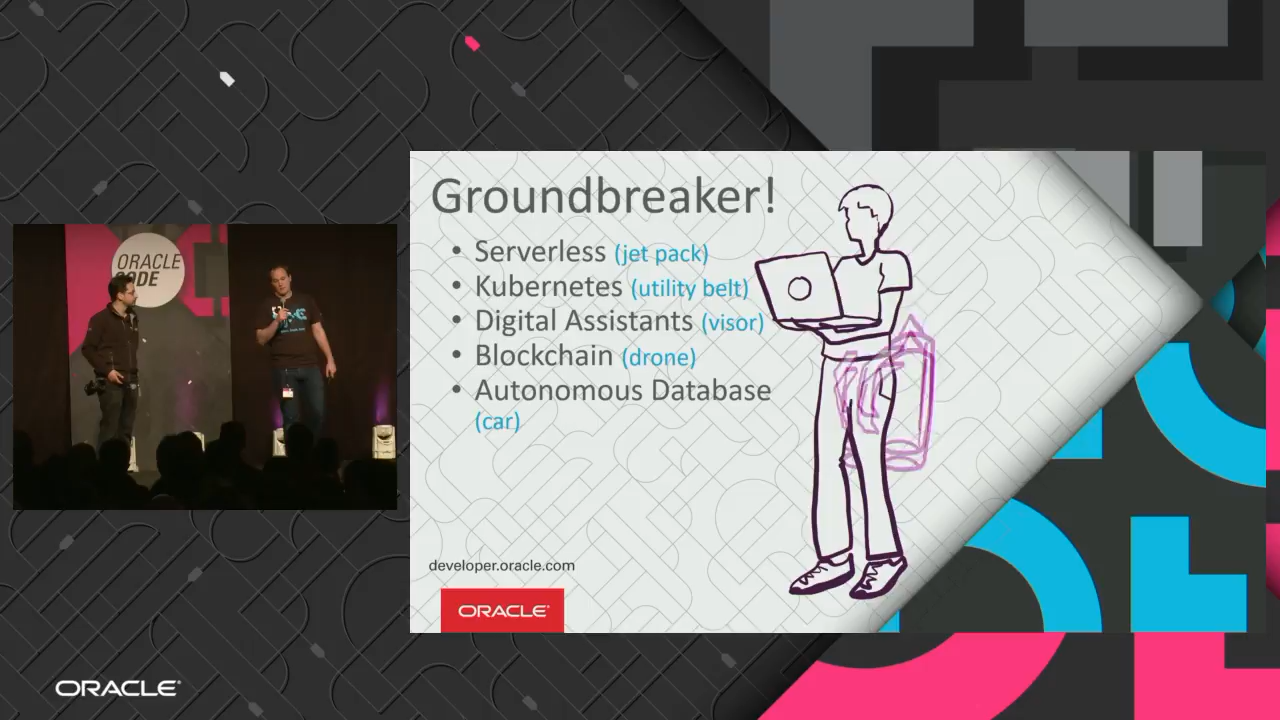 Groundbreaker!
• Serverless (jet pack)
• Kubernetes (utility belt)
• Digital Assistants (visor)
• Blockchain (drone)
• Autonomous Database
(car)
developer.oracle.com
ORACLE®
ORACLE
CODE
ORACLE®